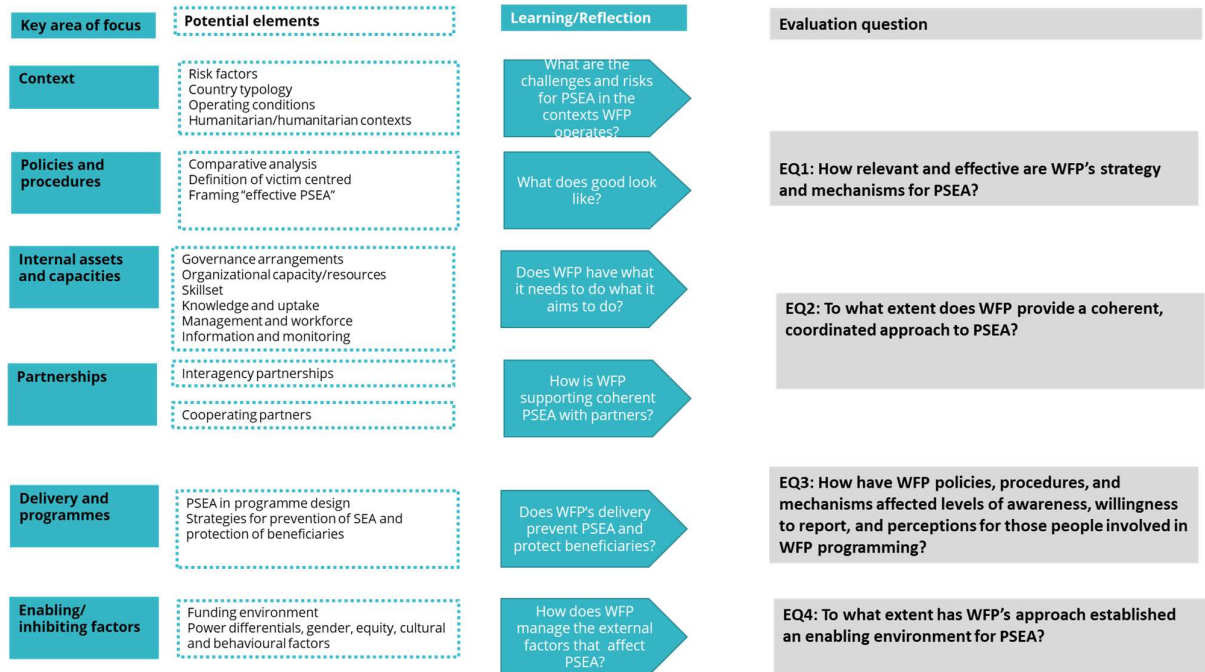 Key area of focus
Potential elements
Learning/Reflection
Evaluation question
Context
Risk factors
Country typology
Operating conditions
Humanitarian/humanitarian contexts
What are the
challenges and risks
for PSEA in the
contexts WFP
operates?
Policies and
procedures
Comparative analysis
Definition of victim centred
Framing “effective PSEA”
What does good look
like?
EQ1: How relevant and effective are WFP’s strategy
and mechanisms for PSEA?
Internal assets
and capacities
Governance arrangements
Organizational capacity/resources
Skillset
Knowledge and uptake
Management and workforce
Information and monitoring
Does WFP have what
it needs to do what it
aims to do?
EQ2: To what extent does WFP provide a coherent,
coordinated approach to PSEA?
Partnerships
Interagency partnerships
Cooperating partners
How is WFP
supporting coherent
PSEA with partners?
Delivery and
programmes
PSEA in programme design
Strategies for prevention of SEA and
protection of beneficiaries
Does WFP’s delivery
prevent PSEA and
protect beneficiaries?
EQ3: How have WFP policies, procedures, and
mechanisms affected levels of awareness, willingness
to report, and perceptions for those people involved in
WFP programming?
Enabling/
inhibiting factors
Funding environment
Power differentials, gender, equity, cultural
and behavioural factors
How does WFP
manage the external
factors that affect
PSEA?
EQ4: To what extent has WFP’s approach established
an enabling environment for PSEA?